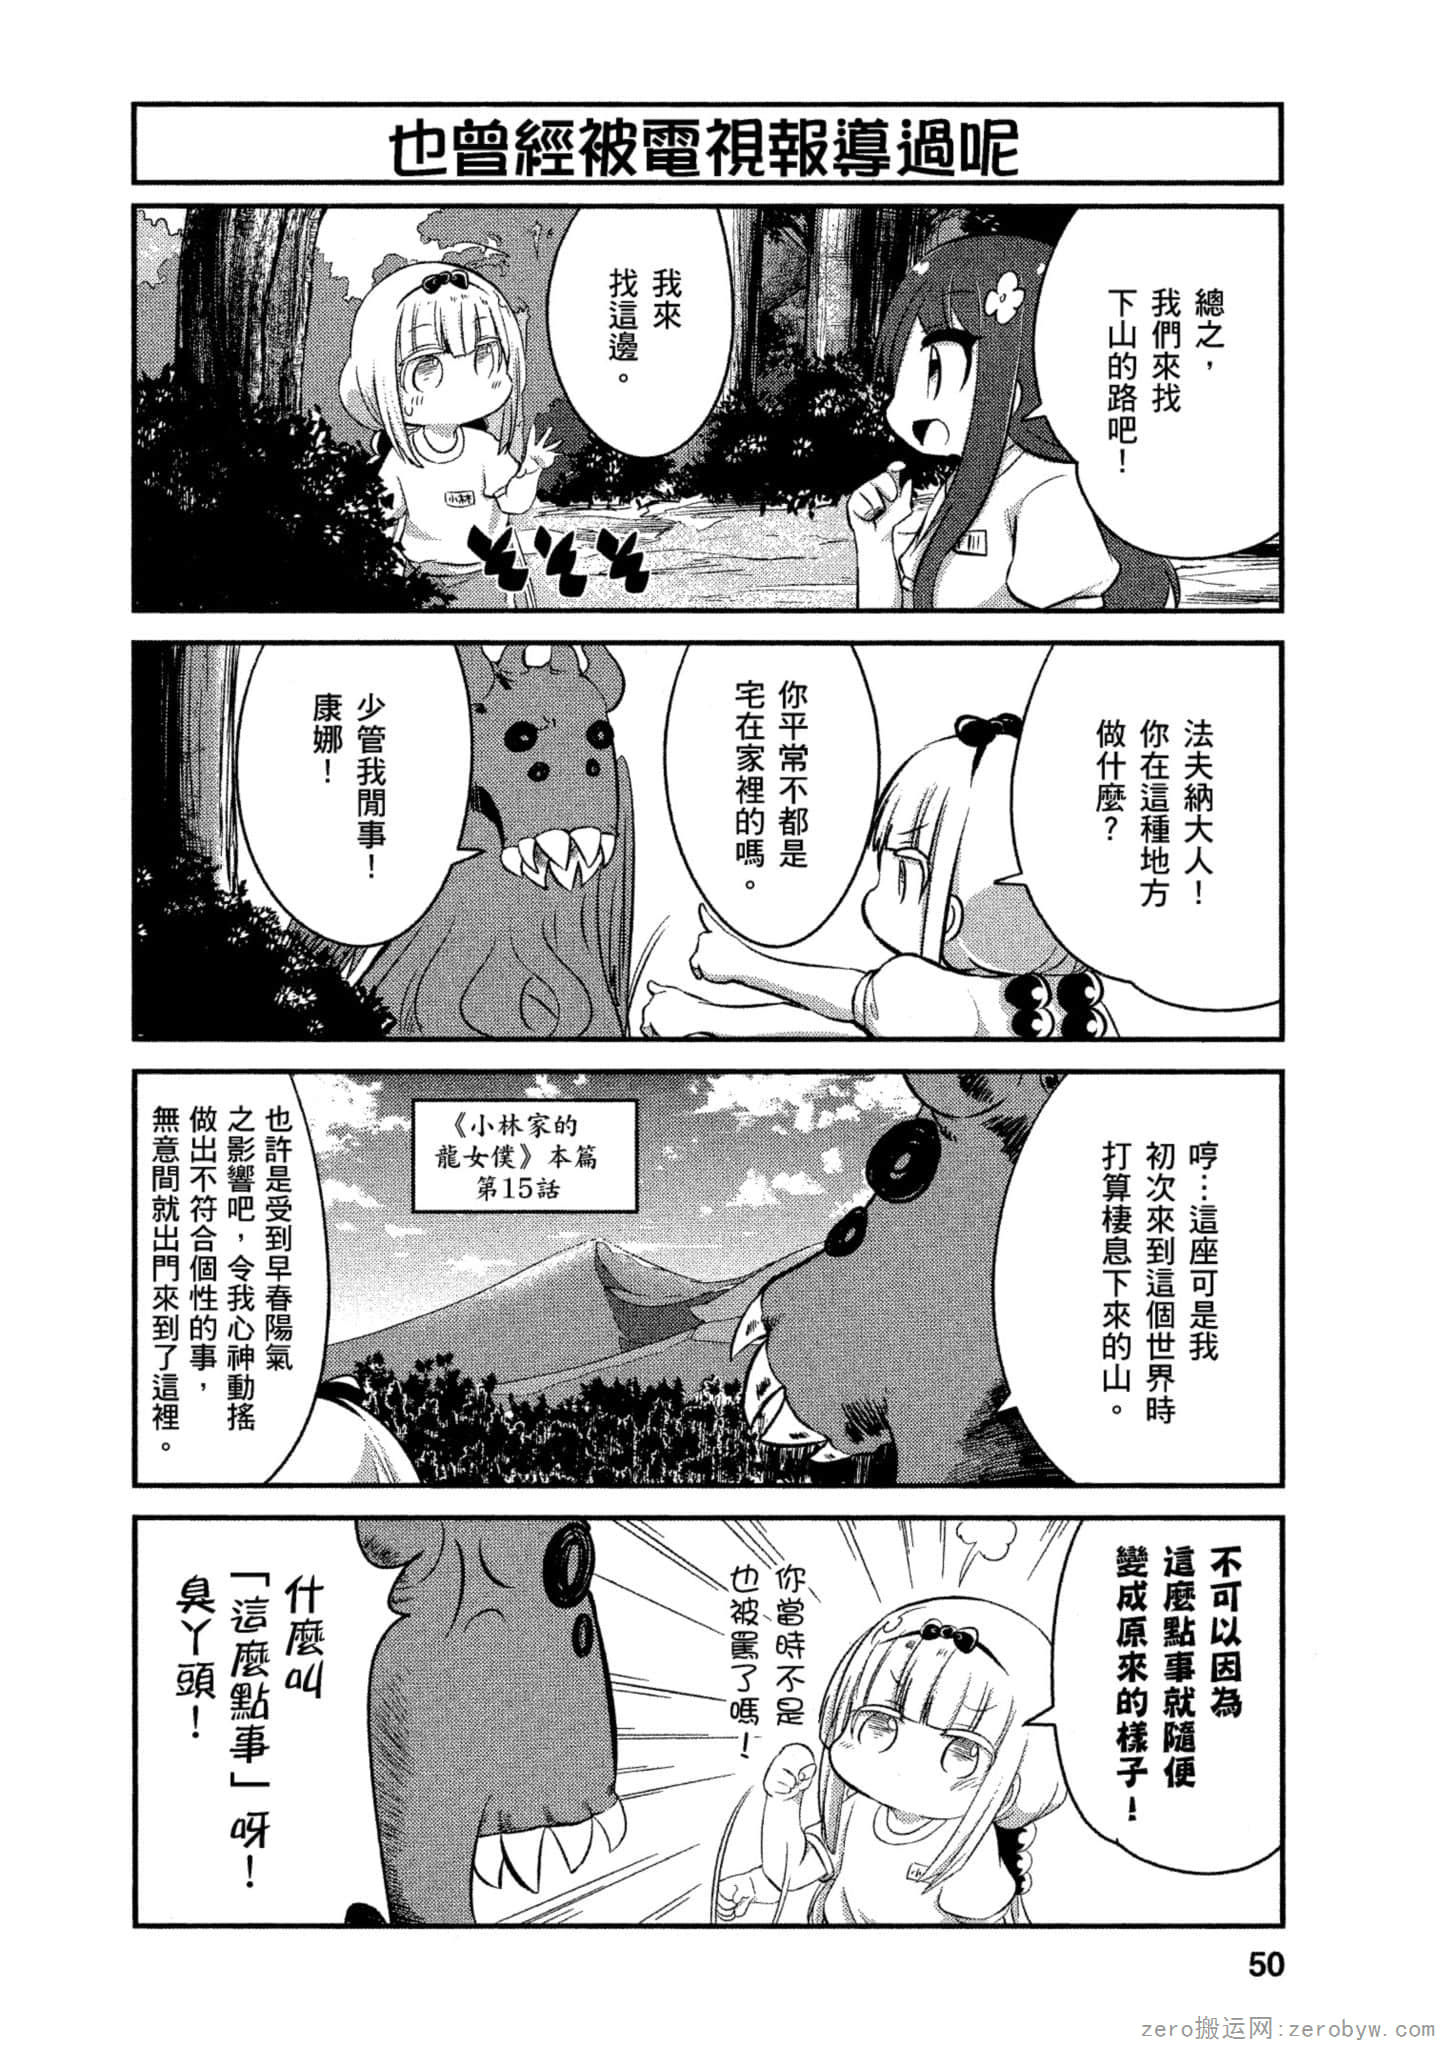 也曾經被電視報導過呢
總之，
我們來找
下山的路吧！
我來
找這邊。
小林
法夫納大人！
你在這種地方
做什麼？
你平常不都是
宅在家裡的嗎。
少管我閒事！
康娜！
哼…這座可是我
初次來到這個世界時
打算棲息下來的山。
《小林家的
龍女僕》本篇
第15話
也許是受到早春陽氣
之影響吧，令我心神動搖
做出不符合個性的事，
無意間就出門來到了這裡。
不可以因為
這麼點事就隨便
變成原來的樣子！
你當時不是
也被罵了嗎！
什麼叫
「這麼點事」呀！
臭丫頭！
50
zero搬运网:zerobyw.com